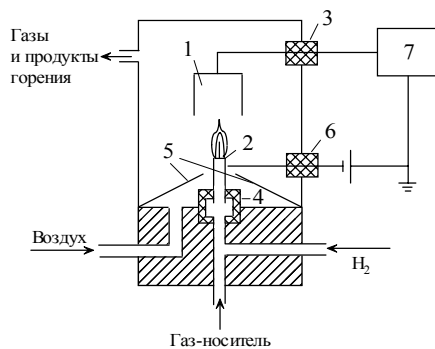 Газы
и продукты
горения
1
3
7
2
6
5
4
Воздух
H₂
Газ-носитель